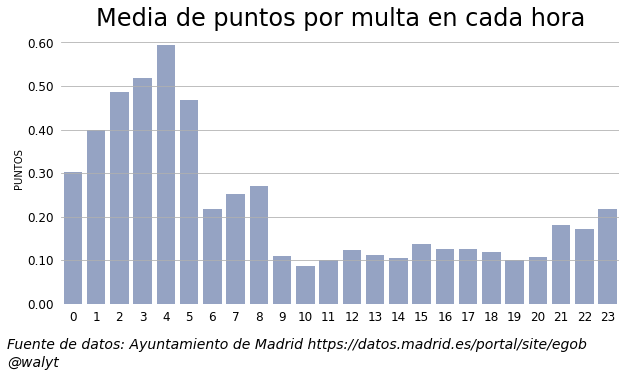 Media de puntos por multa en cada hora
0.60
0.50
0.40
0.30
0.20
0.10
0.00
PUNTOS
0 1 2 3 4 5 6 7 8 9 10 11 12 13 14 15 16 17 18 19 20 21 22 23
Fuente de datos: Ayuntamiento de Madrid https://datos.madrid.es/portal/site/egob
@walyt